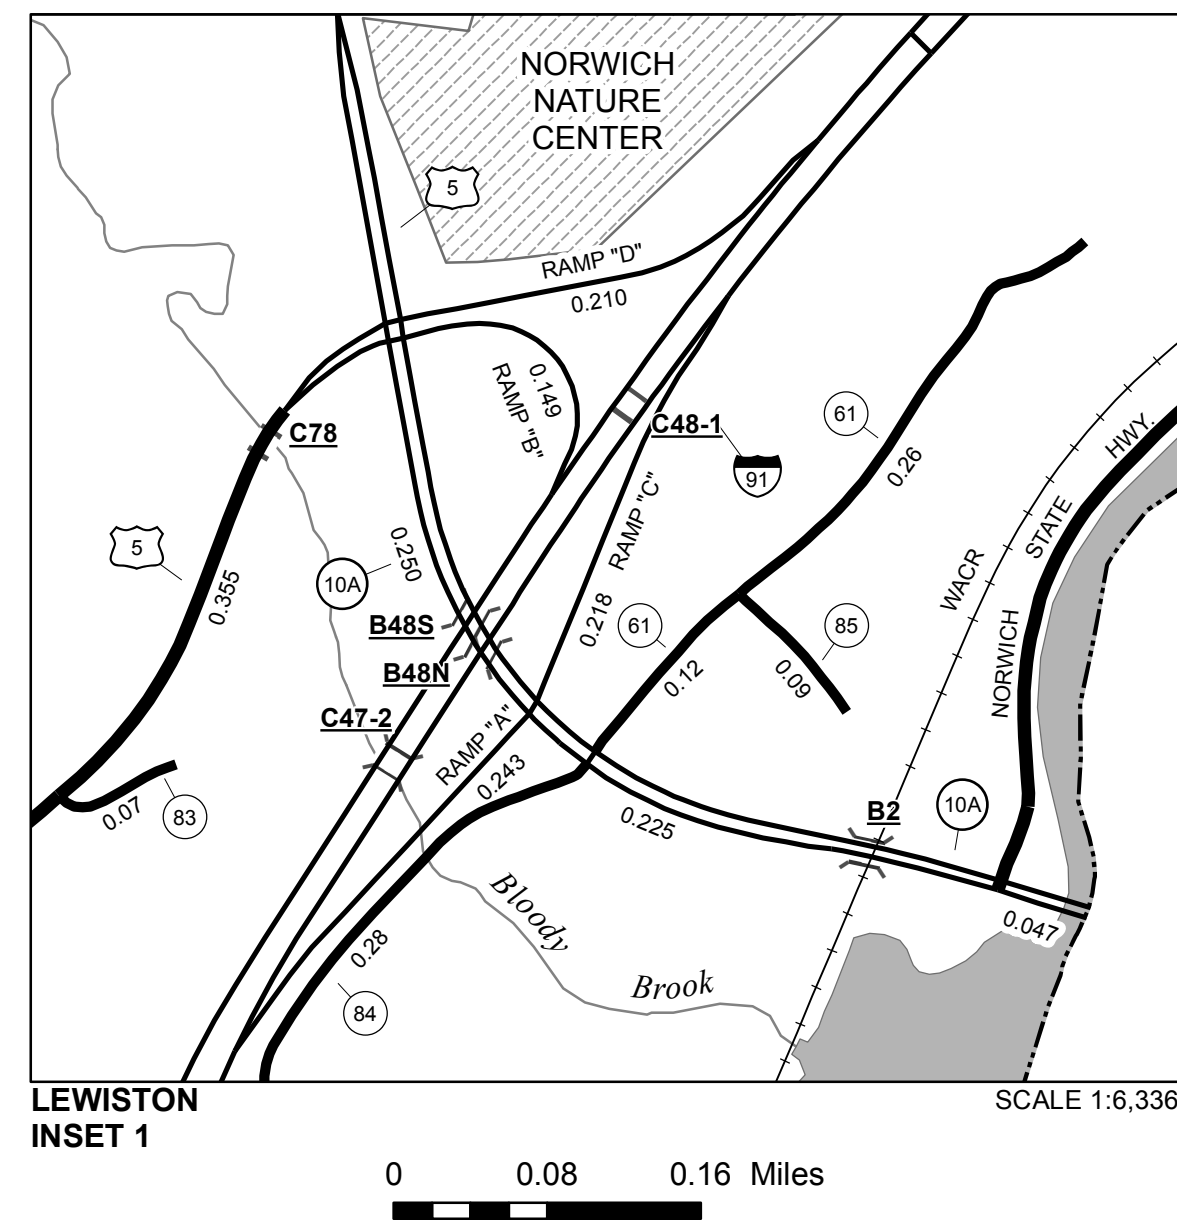 NORWICH
NATURE
CENTER
5
RAMP "D"
0.210
0.149
RAMP "B"
C78
C48-1
61
91
0.26
HWY.
STATE
NORWICH
WACR
5
0.355
0.250
10A
RAMP "C"
0.218
B48S
B48N
61
85
0.12
0.09
C47-2
RAMP "A"
0.243
0.07
83
0.225
B2
10A
0.047
Bloody
Brook
0.28
84
LEWISTON
INSET 1
SCALE 1:6,336
0 0.08 0.16 Miles